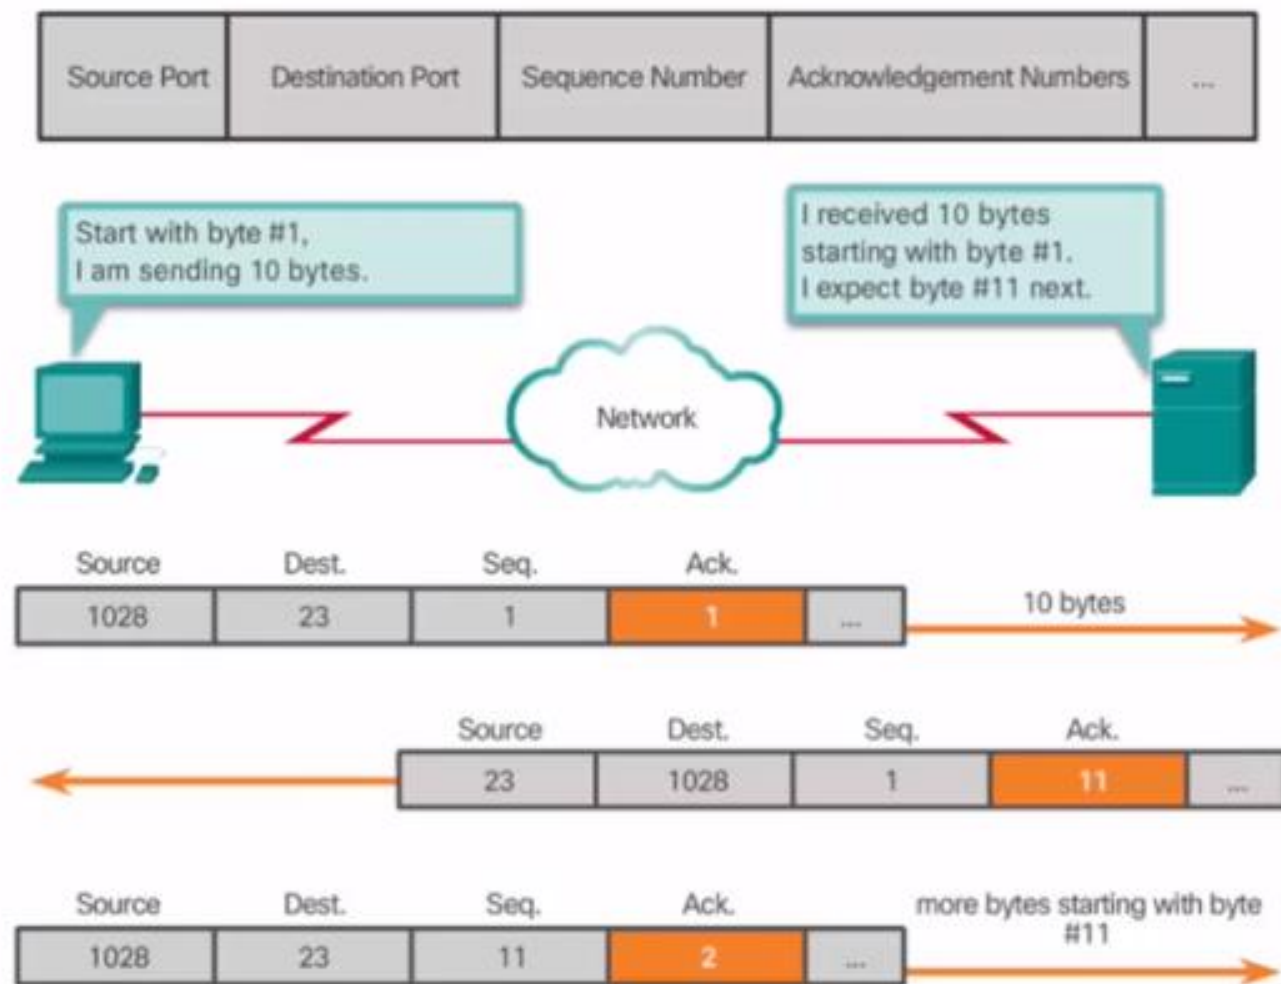 Source Port Destination Port Sequence Number Acknowledgement Numbers ...
Start with byte #1,
I am sending 10 bytes.
I received 10 bytes
starting with byte #1.
I expect byte #11 next.
Network
Source Dest. Seq. Ack.
1028 23 1 1 ...
10 bytes
Source Dest. Seq. Ack.
23 1028 1 11 ...
Source Dest. Seq. Ack.
1028 23 11 2 ...
more bytes starting with byte
#11